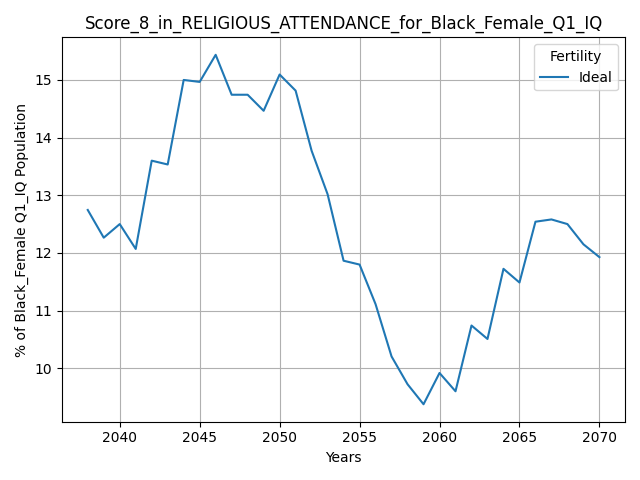 Score_8_in_RELIGIOUS_ATTENDANCE_for_Black_Female_Q1_IQ
Fertility
Ideal
% of Black_Female Q1_IQ Population
15
14
13
12
11
10
2040 2045 2050 2055 2060 2065 2070
Years